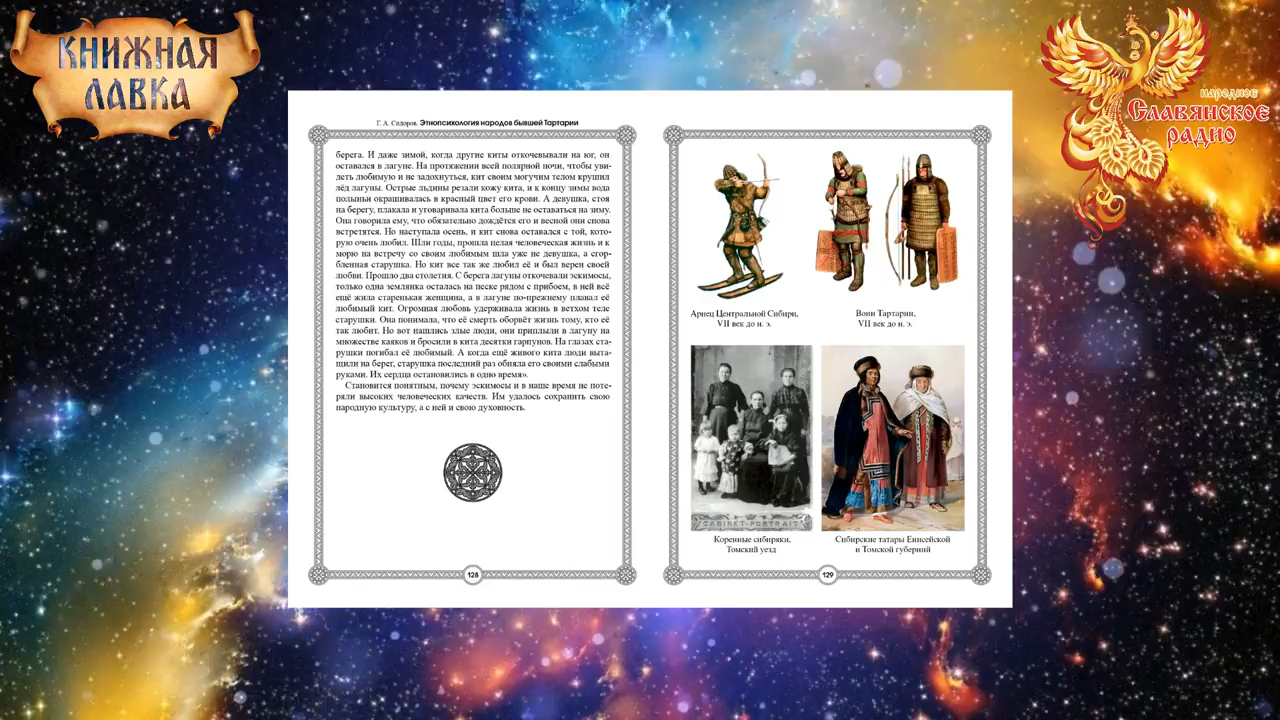 КНИЖНАЯ
ЛАВКА
народное
Славянское
радио
Г. А. Сидоров. Этнопсихология народов бывшей Тартарии
берега. И даже зимой, когда другие киты откочевывали на юг, он
оставался в лагуне. На протяжении всей полярной ночи, чтобы уви-
деть любимую и не задохнуться, кит своим могучим телом крушил
лёд лагуны. Острые льдины резали кожу кита, и к концу зимы вода
полыньи окрашивалась в красный цвет его крови. А девушка, стоя
на берегу, плакала и уговаривала кита больше не оставаться на зиму.
Она говорила ему, что обязательно дождётся его и весной они снова
встретятся. Но наступала осень, и кит снова оставался с той, кото-
рую очень любил. Шли годы, прошла целая человеческая жизнь и к
морю на встречу со своим любимым шла уже не девушка, а сгор-
бленная старушка. Но кит все так же любил её и был верен своей
любви. Прошло два столетия. С берега лагуны откочевали эскимосы,
только одна землянка осталась на песке рядом с прибоем, в ней всё
ещё жила старенькая женщина, а в лагуне по-прежнему плавал её
любимый кит. Огромная любовь удерживала жизнь в ветхом теле
старушки. Она понимала, что её смерть оборвёт жизнь тому, кто её
так любит. Но вот нашлись злые люди, они приплыли в лагуну на
множестве каяков и бросили в кита десятки гарпунов. На глазах ста-
рушки погибал её любимый. А когда ещё живого кита люди выта-
щили на берег, старушка последний раз обняла его своими слабыми
руками. Их сердца остановились в одно время».
Становится понятным, почему эскимосы и в наше время не поте-
ряли высоких человеческих качеств. Им удалось сохранить свою
народную культуру, а с ней и свою духовность.
128
Ариец Центральной Сибири,
VII век до н. э.
Воин Тартарии,
VII век до н. э.
CABINET-PORTRAIT
Коренные сибиряки,
Томский уезд
Сибирские татары Енисейской
и Томской губерний
129